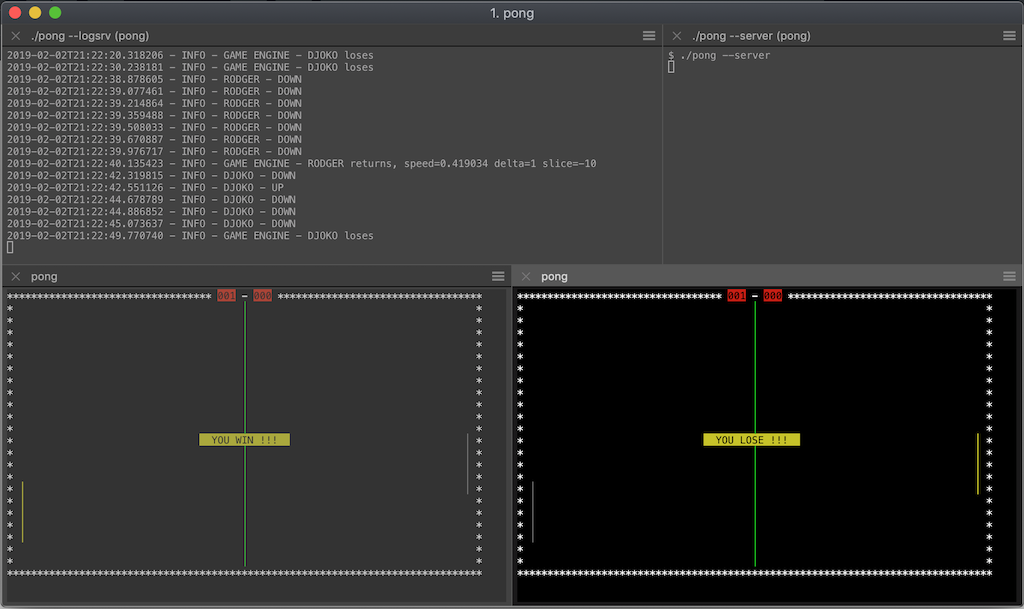 1. pong
./pong --logsrv (pong)
2019-02-02T21:22:20.318206 - INFO - GAME ENGINE - DJOKO loses
2019-02-02T21:22:30.238181 - INFO - GAME ENGINE - DJOKO loses
2019-02-02T21:22:38.878605 - INFO - RODGER - DOWN
2019-02-02T21:22:39.077461 - INFO - RODGER - DOWN
2019-02-02T21:22:39.214864 - INFO - RODGER - DOWN
2019-02-02T21:22:39.359488 - INFO - RODGER - DOWN
2019-02-02T21:22:39.508033 - INFO - RODGER - DOWN
2019-02-02T21:22:39.670887 - INFO - RODGER - DOWN
2019-02-02T21:22:39.976717 - INFO - RODGER - DOWN
2019-02-02T21:22:40.135423 - INFO - GAME ENGINE - RODGER returns, speed=0.419034 delta=1 slice=-10
2019-02-02T21:22:42.319815 - INFO - DJOKO - DOWN
2019-02-02T21:22:42.551126 - INFO - DJOKO - UP
2019-02-02T21:22:44.678789 - INFO - DJOKO - DOWN
2019-02-02T21:22:44.886852 - INFO - DJOKO - DOWN
2019-02-02T21:22:45.073637 - INFO - DJOKO - DOWN
2019-02-02T21:22:49.770740 - INFO - GAME ENGINE - DJOKO loses
./pong --server (pong)
$ ./pong --server
pong
001 - 000
YOU WIN !!!
pong
001 - 000
YOU LOSE !!!